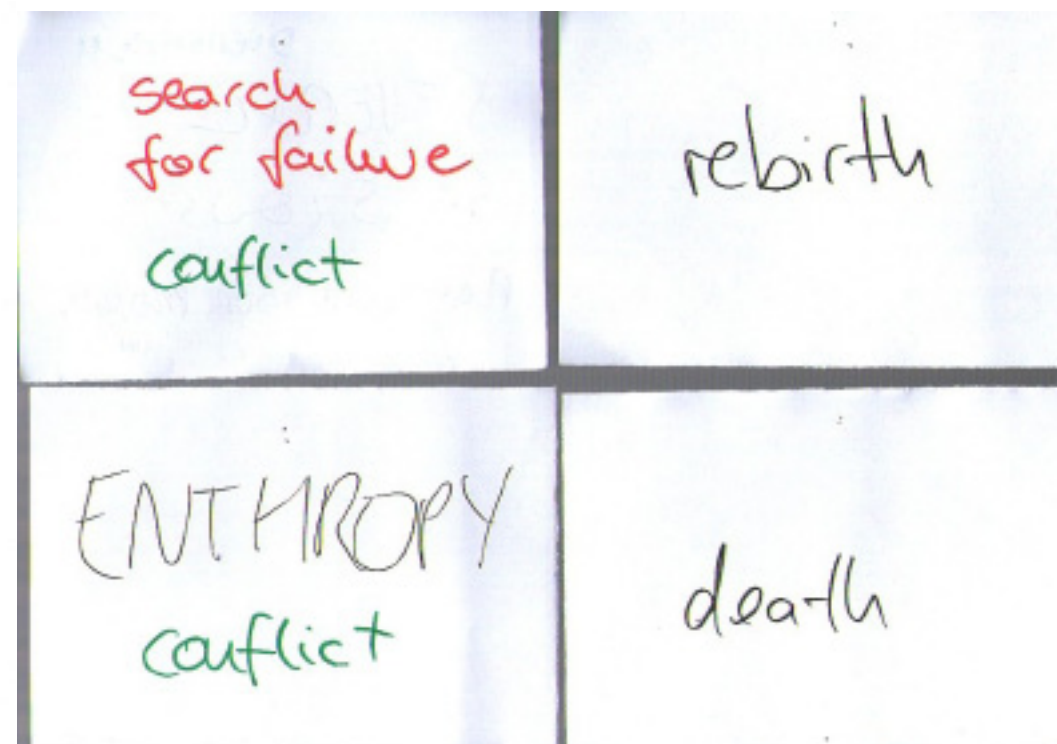 search
for failure
conflict
rebirth
ENTHROPY
conflict
death